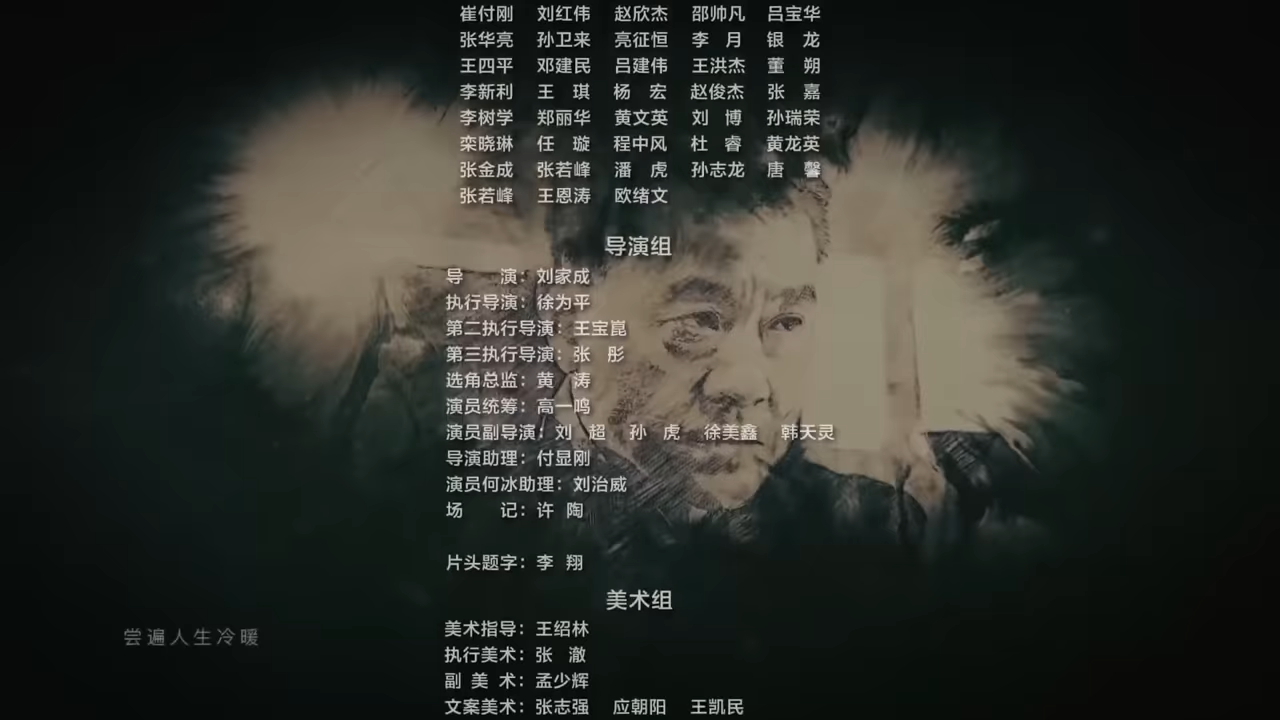 崔付刚 刘红伟 赵欣杰 邵帅凡 吕宝华
张华亮 孙卫来 亮征恒 李 月 银 龙
王四平 邓建民 吕建伟 王洪杰 董 朔
李新利 王 琪 杨 宏 赵俊杰 张 嘉
李树学 郑丽华 黄文英 刘 博 孙瑞荣
栾晓琳 任 璇 程中风 杜 睿 黄龙英
张金成 张若峰 潘 虎 孙志龙 唐 馨
张若峰 王恩涛 欧绪文
导演组
导 演：刘家成
执行导演：徐为平
第二执行导演：王宝崑
第三执行导演：张 彤
选角总监：黄 涛
演员统筹：高一鸣
演员副导演：刘 超 孙 虎 徐美鑫 韩天灵
导演助理：付显刚
演员何冰助理：刘治威
场 记：许 陶
片头题字：李 翔
美术组
尝遍人生冷暖
美术指导：王绍林
执行美术：张 澈
副 美 术：孟少辉
文案美术：张志强 应朝阳 王凯民